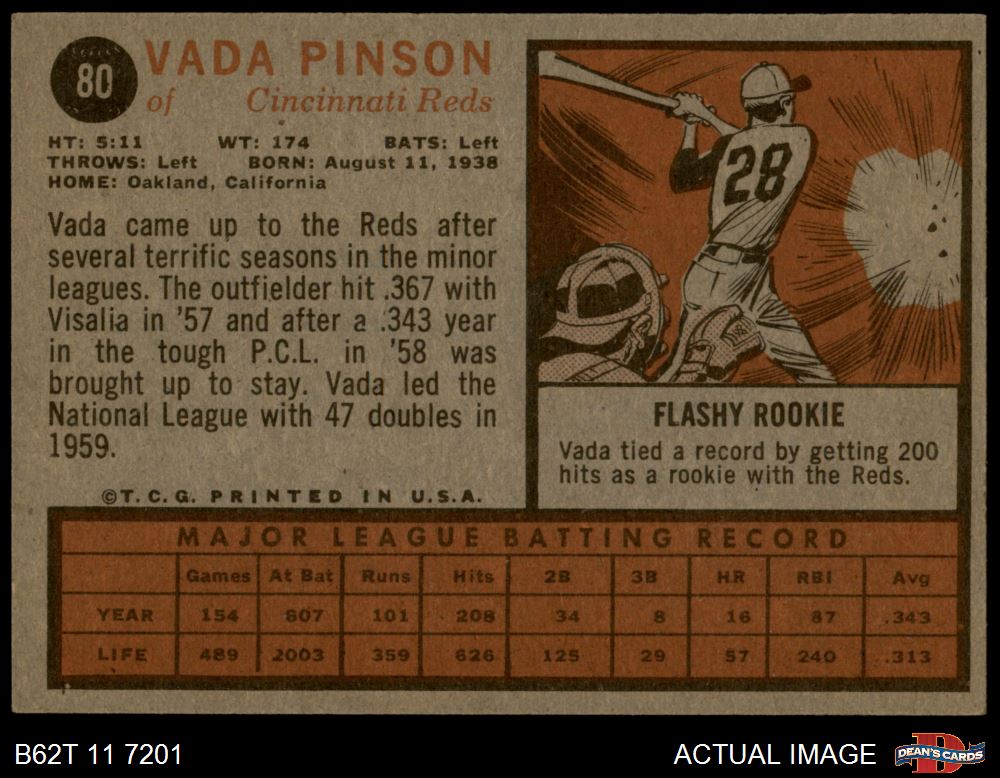 80
VADA PINSON
of Cincinnati Reds
HT: 5:11 WT: 174 BATS: Left
THROWS: Left BORN: August 11, 1938
HOME: Oakland, California
Vada came up to the Reds after
several terrific seasons in the minor
leagues. The outfielder hit .367 with
Visalia in '57 and after a .343 year
in the tough P.C.L. in '58 was
brought up to stay. Vada led the
National League with 47 doubles in
1959.
©T.C.G. PRINTED IN U.S.A.
28
FLASHY ROOKIE
Vada tied a record by getting 200
hits as a rookie with the Reds.
MAJOR LEAGUE BATTING RECORD
Games At Bat Runs Hits 2B 3B HR RBI Avg
YEAR 154 607 101 208 34 8 16 87 .343
LIFE 489 2003 359 626 125 29 57 240 .313
B62T 11 7201
ACTUAL IMAGE
D
DEAN'S CARDS